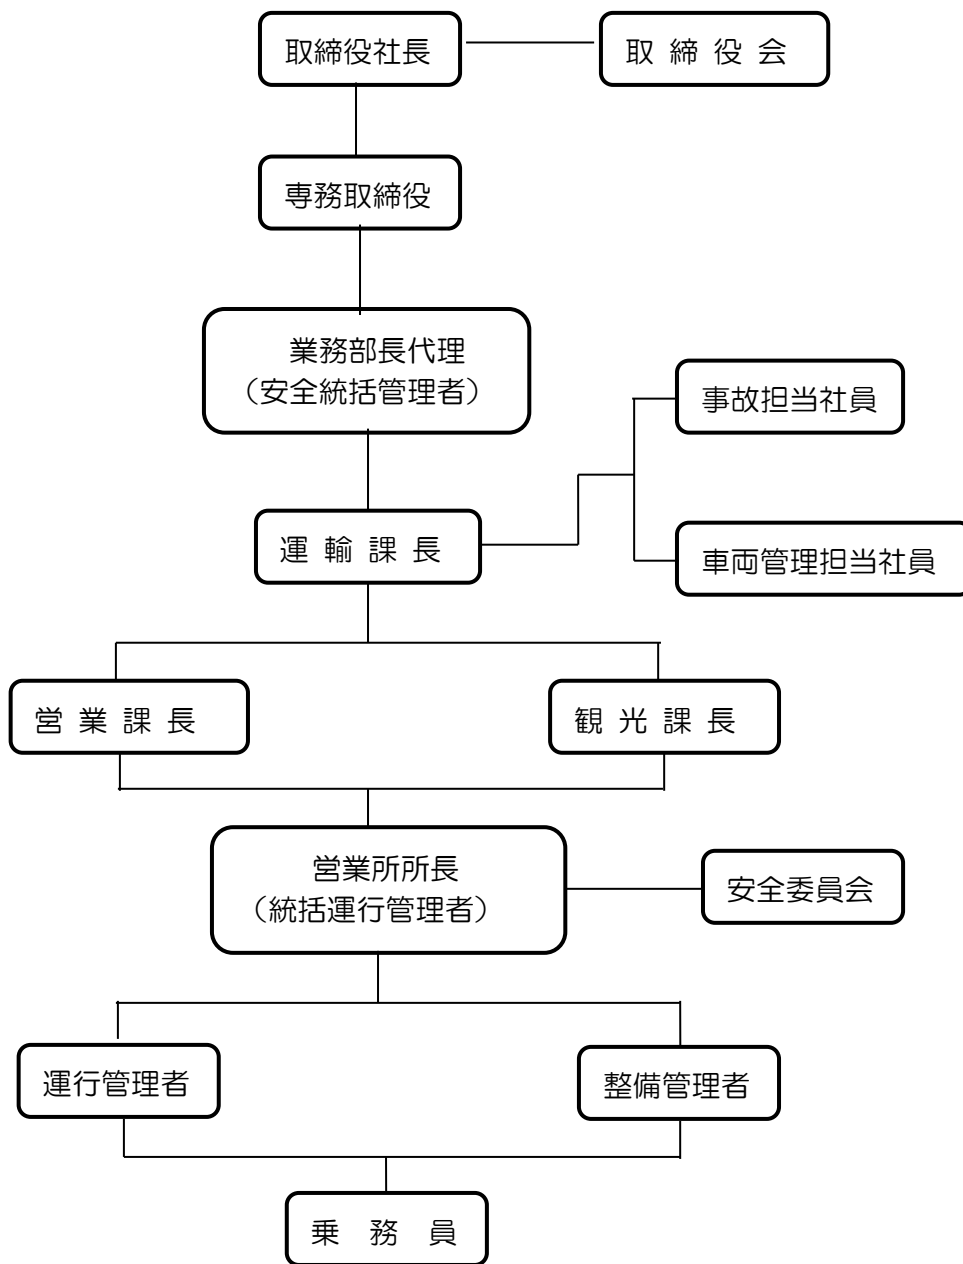 取締役社長
取締役会
専務取締役
業務部長代理
（安全統括管理者）
事故担当社員
運輸課長
車両管理担当社員
営業課長
観光課長
営業所所長
（統括運行管理者）
安全委員会
運行管理者
整備管理者
乗務員